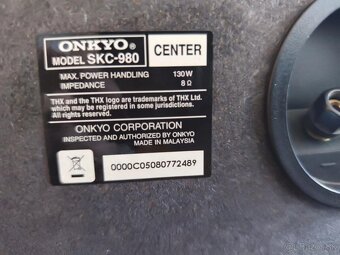 ONKYO®
CENTER
MODEL SKC-980
MAX. POWER HANDLING 130 W
IMPEDANCE 8 Ω
THX and the THX logo are trademarks of THX Ltd.
which may be registered in some jurisdictions.
All rights reserved.
ONKYO CORPORATION
INSPECTED AND AUTHORIZED BY ONKYO
MADE IN MALAYSIA
0000C05080772489